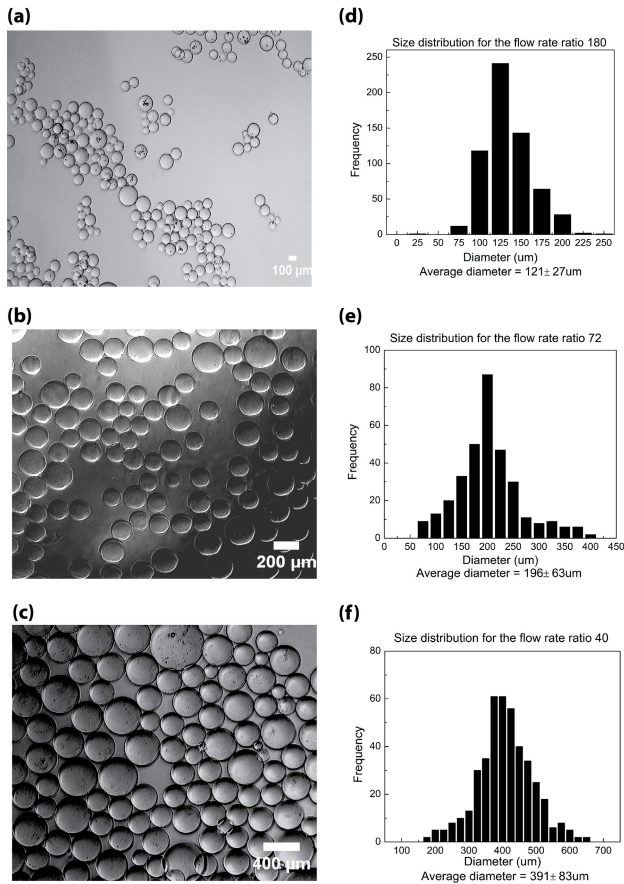 (a)
100 µm
(d)
Size distribution for the flow rate ratio 180
Frequency
250
200
150
100
50
0
0 25 50 75 100 125 150 175 200 225 250
Diameter (um)
Average diameter = 121± 27um
(b)
200 µm
(e)
Size distribution for the flow rate ratio 72
Frequency
100
80
60
40
20
0
0 50 100 150 200 250 300 350 400 450
Diameter (um)
Average diameter = 196± 63um
(c)
400 µm
(f)
Size distribution for the flow rate ratio 40
Frequency
80
60
40
20
0
100 200 300 400 500 600 700
Diameter (um)
Average diameter = 391± 83um